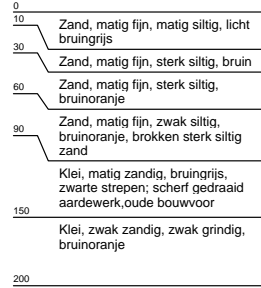 0
10
Zand, matig fijn, matig siltig, licht
bruingrijs
30
Zand, matig fijn, sterk siltig, bruin
Zand, matig fijn, sterk siltig,
bruinoranje
60
Zand, matig fijn, zwak siltig,
bruinoranje, brokken sterk siltig
zand
90
Klei, matig zandig, bruingrijs,
zwarte strepen; scherf gedraaid
aardewerk,oude bouwvoor
150
Klei, zwak zandig, zwak grindig,
bruinoranje
200